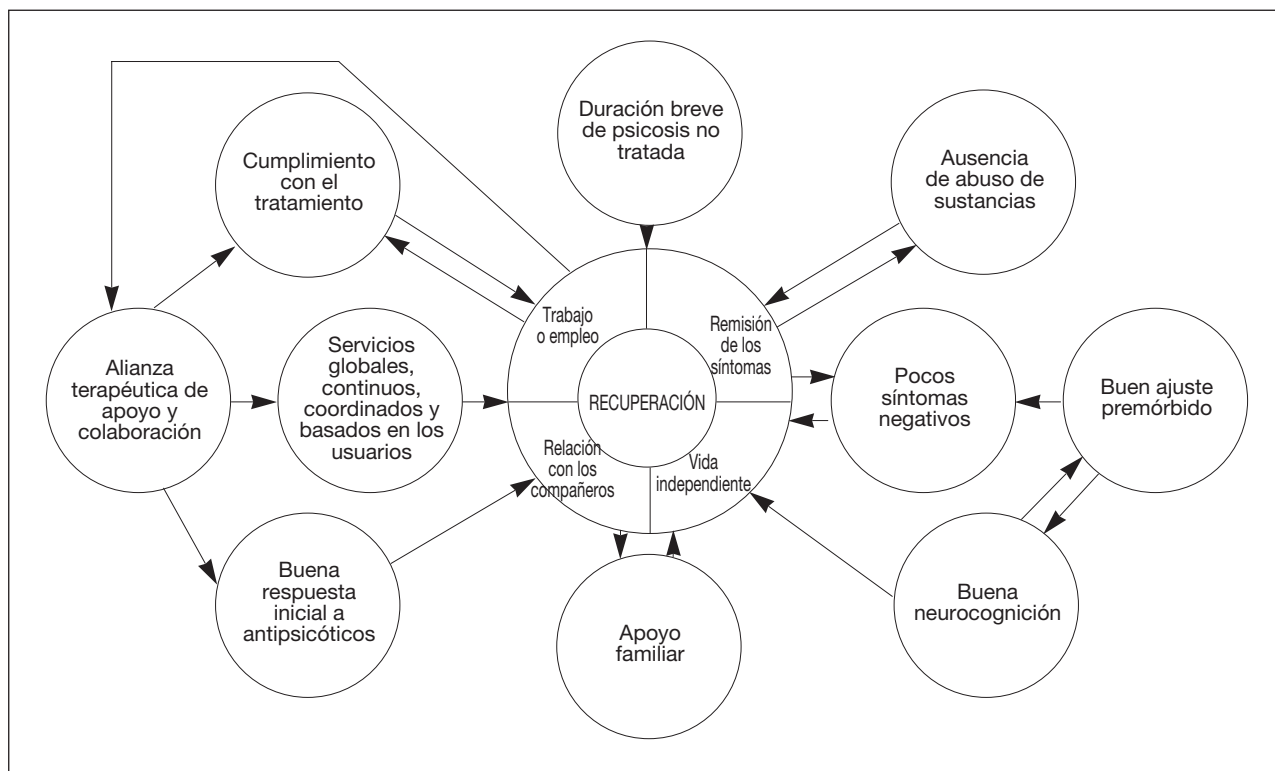 Duración breve
de psicosis no
tratada
Cumplimiento
con el
tratamiento
Ausencia
de abuso de
sustancias
Trabajo
o empleo
Remisión
de los
síntomas
Alianza
terapéutica de
apoyo y
colaboración
Servicios
globales,
continuos,
coordinados y
basados en los
usuarios
RECUPERACIÓN
Pocos
síntomas
negativos
Buen ajuste
premórbido
Relación
con los
compañeros
Vida
independiente
Buena
respuesta
inicial a
antipsicóticos
Apoyo
familiar
Buena
neurocognición